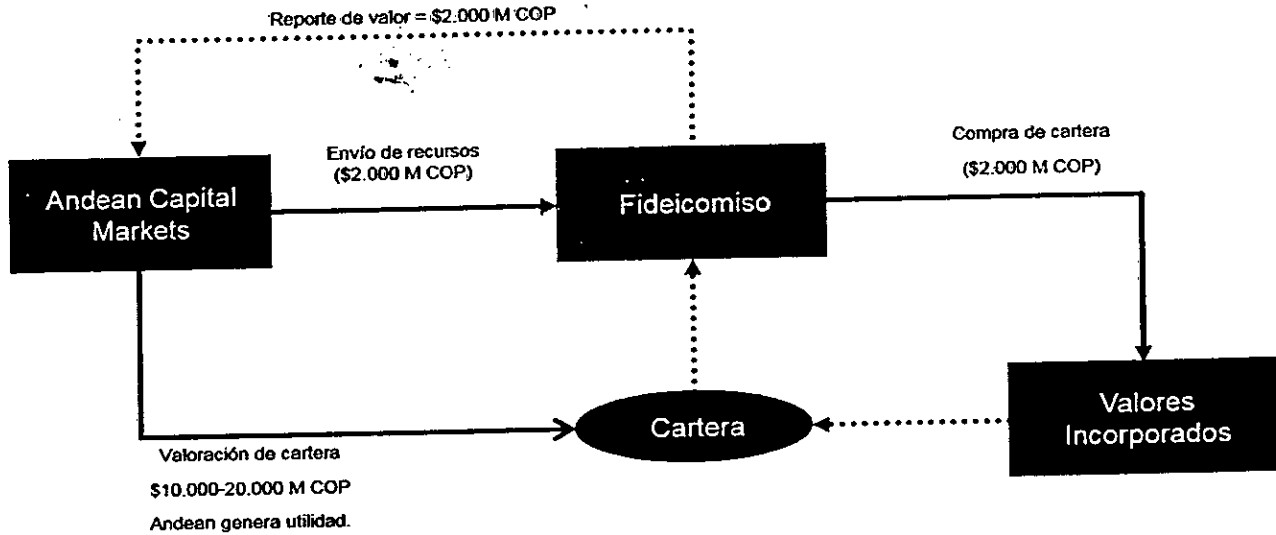 Reporte de valor = $2.000 M COP
Envío de recursos
($2.000 M COP)
Compra de cartera
($2.000 M COP)
Andean Capital
Markets
Fideicomiso
Cartera
Valores
Incorporados
Valoración de cartera
$10.000-20.000 M COP
Andean genera utilidad.